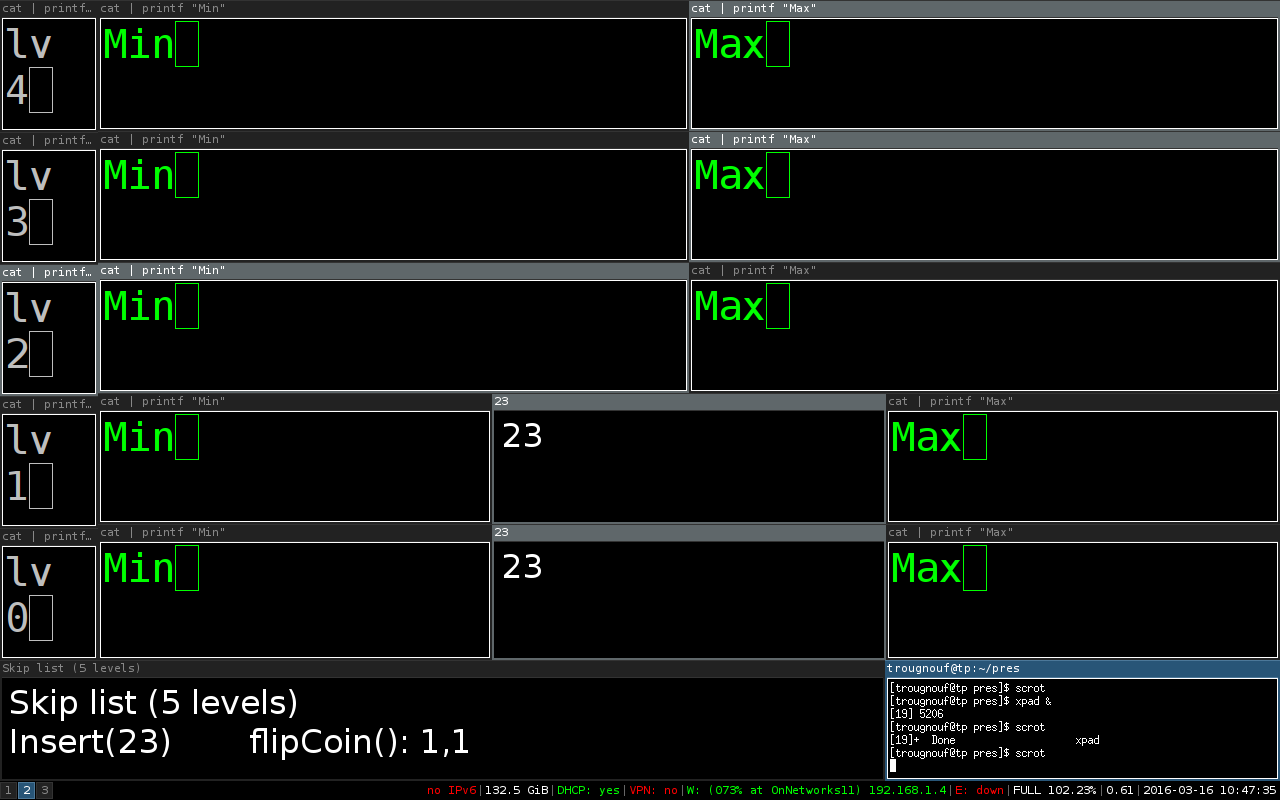 cat | printf… cat | printf "Min" cat | printf "Max"
lv Min Max
4
cat | printf… cat | printf "Min" cat | printf "Max"
lv Min Max
3
cat | printf… cat | printf "Min" cat | printf "Max"
lv Min Max
2
cat | printf… cat | printf "Min" 23 cat | printf "Max"
lv Min 23 Max
1
cat | printf… cat | printf "Min" 23 cat | printf "Max"
lv Min 23 Max
0
Skip list (5 levels)
Skip list (5 levels)
Insert(23) flipCoin(): 1,1
trougnouf@tp:~/pres
[trougnouf@tp pres]$ scrot
[trougnouf@tp pres]$ xpad &
[19] 5206
[trougnouf@tp pres]$ scrot
[19]+ Done xpad
[trougnouf@tp pres]$ scrot
1 2 3 no IPv6|132.5 GiB|DHCP: yes|VPN: no|W: (073% at OnNetworks11) 192.168.1.4|E: down|FULL 102.23%|0.61|2016-03-16 10:47:35